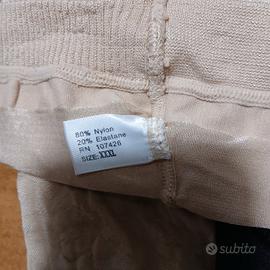 80% Nylon
20% Elastane
RN 107426
SIZE: XXXL
subito